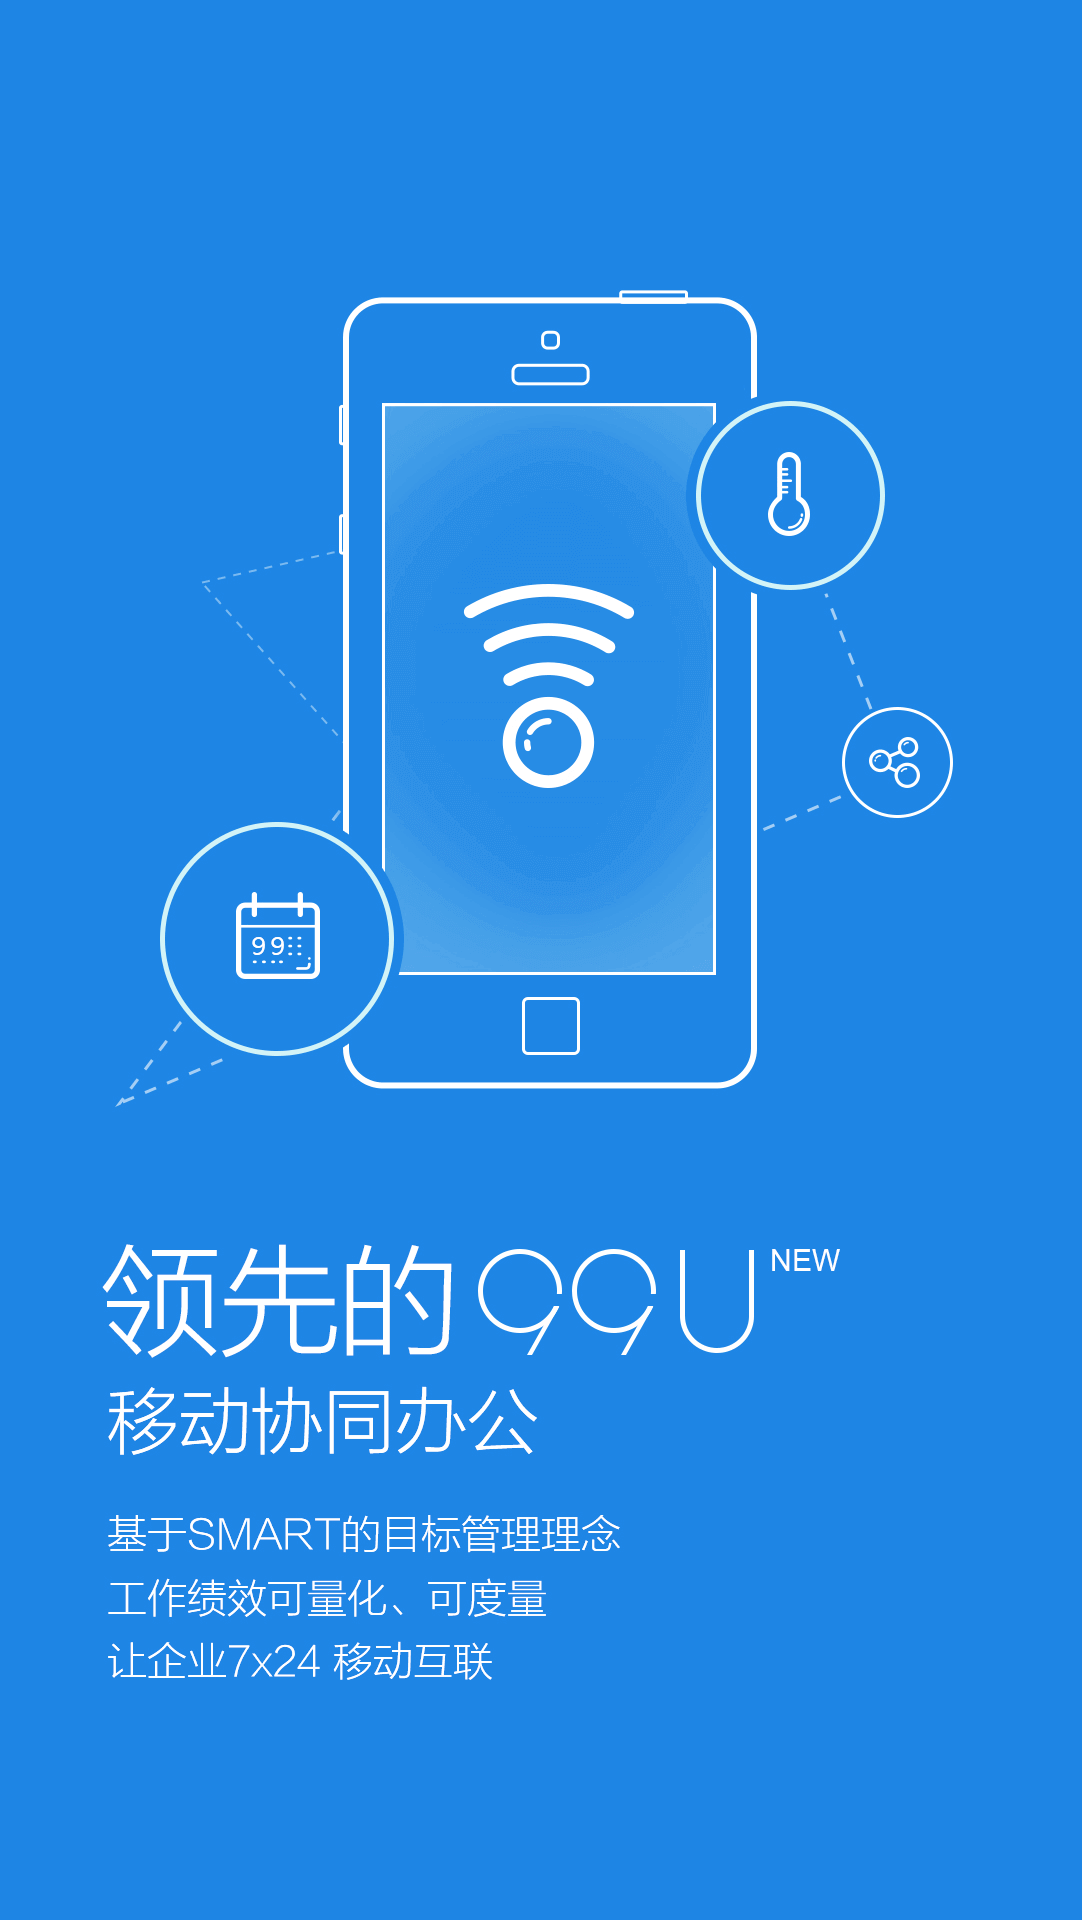 99
领先的99U NEW
移动协同办公
基于SMART的目标管理理念
工作绩效可量化、可度量
让企业7x24 移动互联